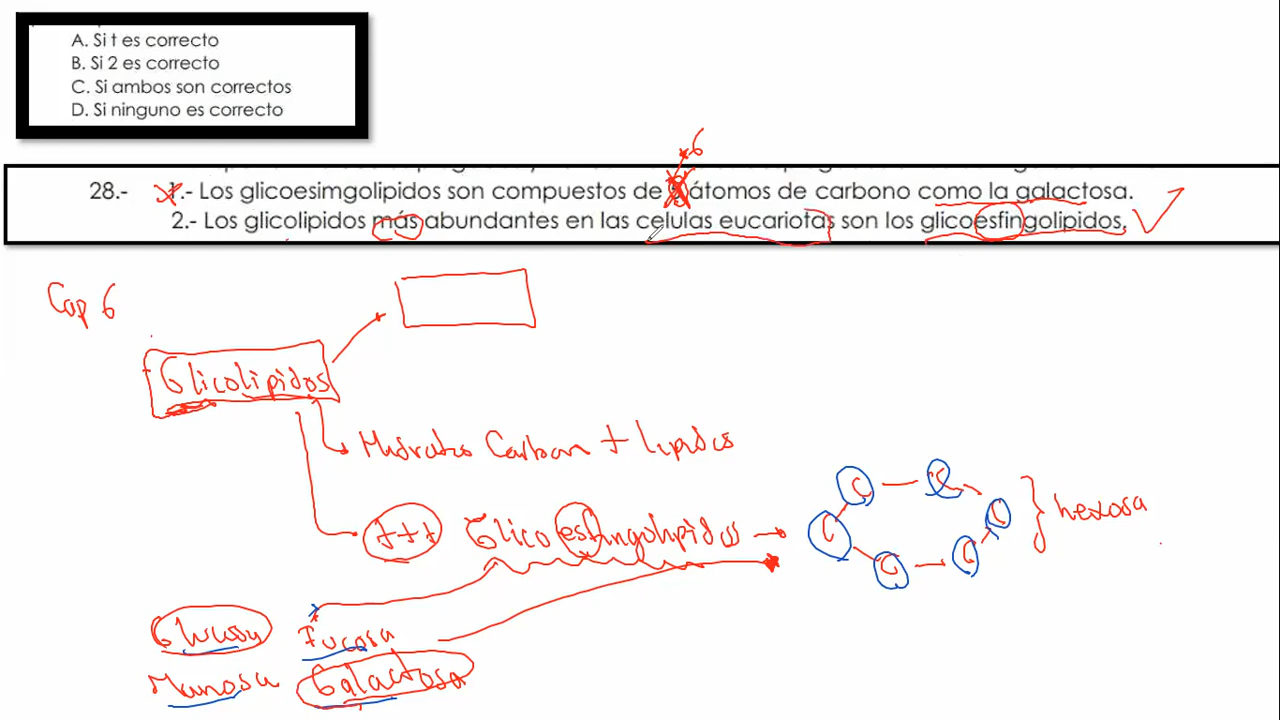 A. Si t es correcto
B. Si 2 es correcto
C. Si ambos son correctos
D. Si ninguno es correcto
6
28.- 1.- Los glicoesimgolipidos son compuestos de átomos de carbono como la galactosa.
2.- Los glicolipidos más abundantes en las celulas eucariotas son los glicoesfingolipidos.
Cap 6
Glicolipidos
Hidratos Carbon + lipidos
+++ Glicoesfingolipidos
C C C C C C
hexosa
Glucosa Fucosa
Manosa Galactosa